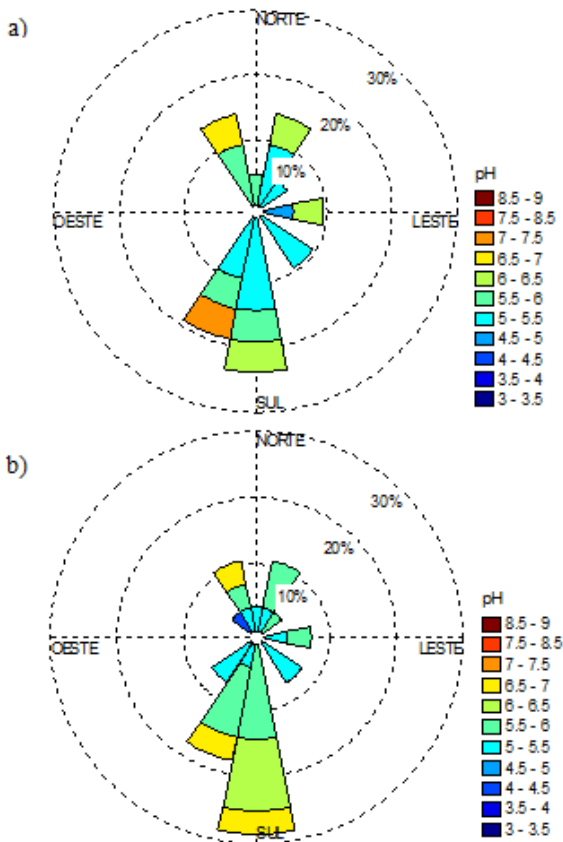 a)
NORTE
30%
20%
10%
OESTE
LESTE
SUL
pH
8.5 - 9
7.5 - 8.5
7 - 7.5
6.5 - 7
6 - 6.5
5.5 - 6
5 - 5.5
4.5 - 5
4 - 4.5
3.5 - 4
3 - 3.5
b)
NORTE
30%
20%
10%
OESTE
LESTE
SUL
pH
8.5 - 9
7.5 - 8.5
7 - 7.5
6.5 - 7
6 - 6.5
5.5 - 6
5 - 5.5
4.5 - 5
4 - 4.5
3.5 - 4
3 - 3.5